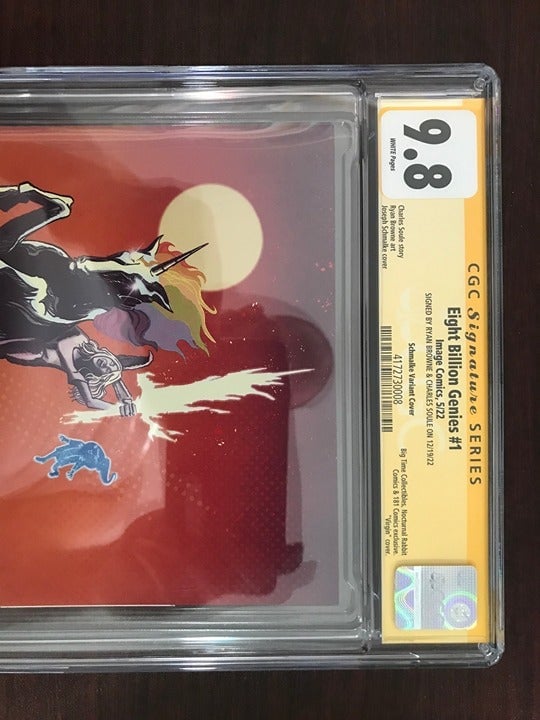 CGC Signature SERIES
9.8
WHITE Pages
Charles Soule story
Ryan Browne art
Joseph Schmalke cover
Eight Billion Genies #1
Image Comics, 5/22
SIGNED BY RYAN BROWNE & CHARLES SOULE ON 12/19/22
Schmalke Variant Cover
4172730008
Big Time Collectibles, Nocturnal Rabbit
Comics & 181 Comics exclusive.
"Virgin" cover.